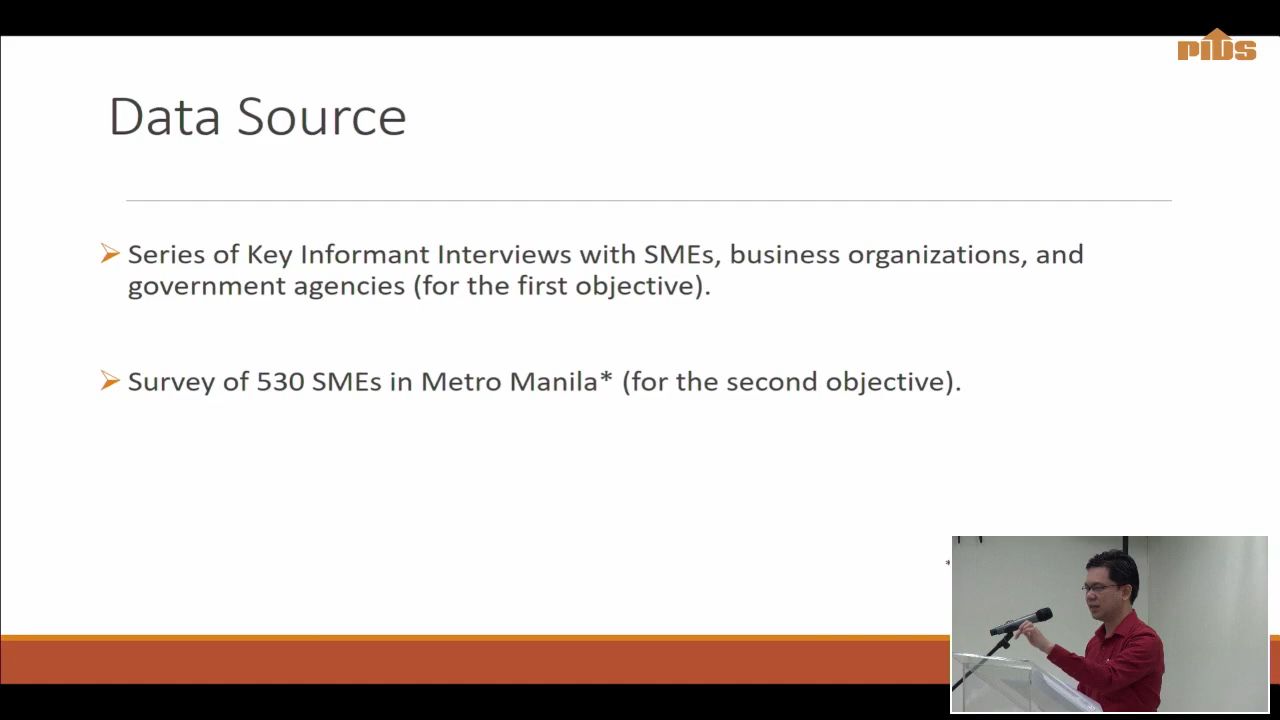 PIDS
Data Source
Series of Key Informant Interviews with SMEs, business organizations, and
government agencies (for the first objective).
Survey of 530 SMEs in Metro Manila* (for the second objective).
*